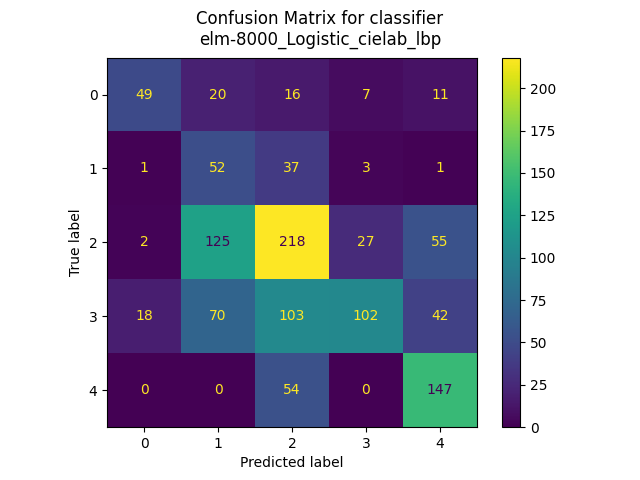 Confusion Matrix for classifier
elm-8000_Logistic_cielab_lbp
True label
0 49 20 16 7 11
1 1 52 37 3 1
2 2 125 218 27 55
3 18 70 103 102 42
4 0 0 54 0 147
0 1 2 3 4
Predicted label
200
175
150
125
100
75
50
25
0